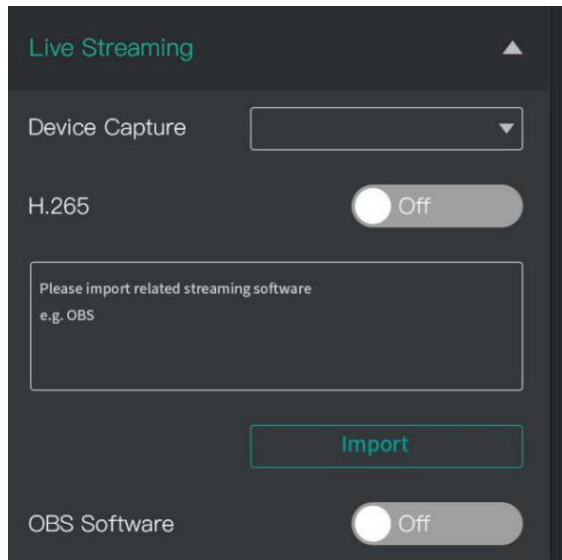 Live Streaming
Device Capture
H.265
Off
Please import related streaming software
e.g. OBS
Import
OBS Software
Off